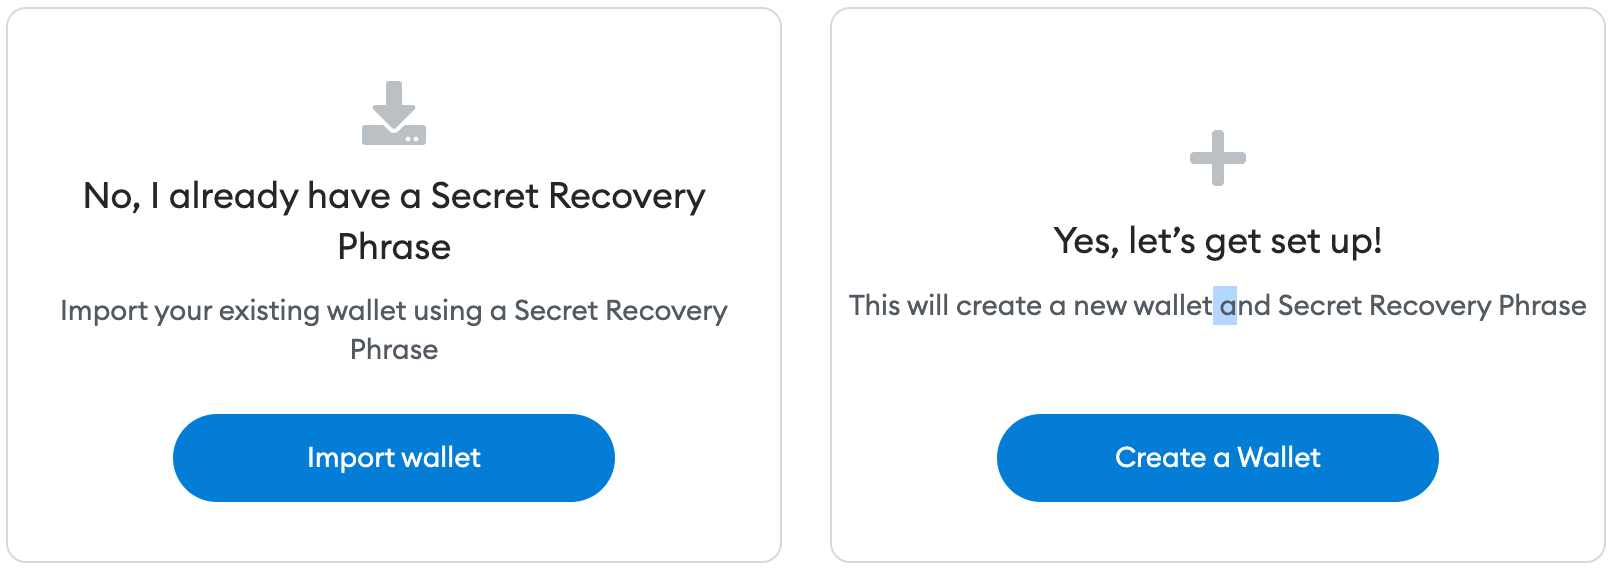 No, I already have a Secret Recovery
Phrase
Import your existing wallet using a Secret Recovery
Phrase
Import wallet
Yes, let’s get set up!
This will create a new wallet and Secret Recovery Phrase
Create a Wallet